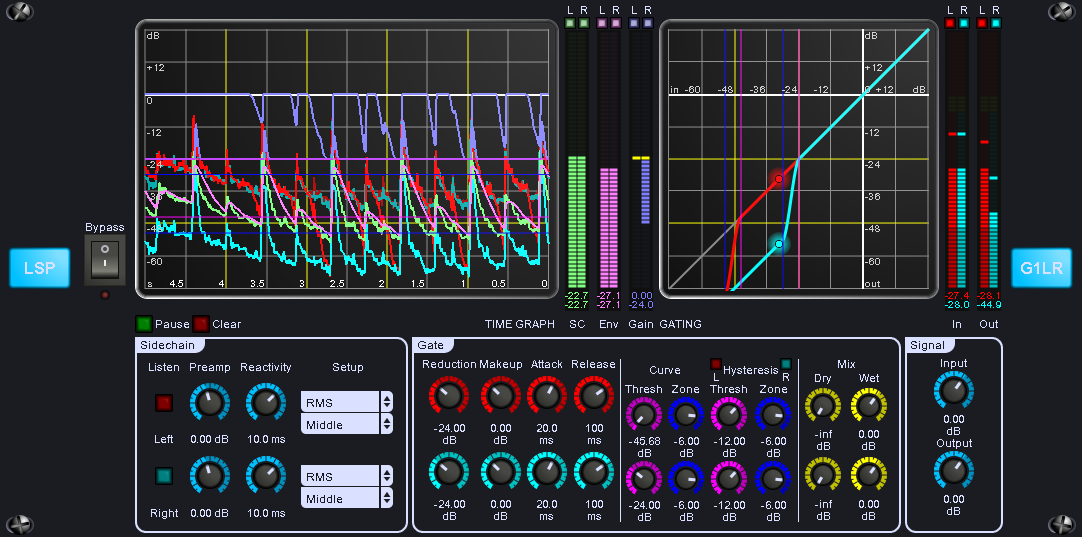 L R L R L R L R L R
dB
+12
0
-12
-24
-36
-48
-60
s 4.5 4 3.5 3 2.5 2 1.5 1 0.5 0
dB
in -60 -48 -36 -24 -12 0 +12 dB
-12
-24
-36
-48
-60
out
Bypass
LSP
G1LR
-22.7 -27.1 0.00 -27.4 -28.1
-22.7 -27.1 -24.0 -28.0 -44.9
Pause Clear TIME GRAPH SC Env Gain GATING In Out
Sidechain
Listen Preamp Reactivity Setup
RMS
Middle
Left 0.00 dB 10.0 ms
RMS
Middle
Right 0.00 dB 10.0 ms
Gate
Reduction Makeup Attack Release
Curve
Thresh Zone
L Hysteresis R
Thresh Zone
Mix
Dry Wet
-24.00 dB 0.00 dB 20.0 ms 100 ms -45.68 dB -6.00 dB -12.00 dB -6.00 dB -inf dB 0.00 dB
-24.00 dB 0.00 dB 20.0 ms 100 ms -24.00 dB -6.00 dB -12.00 dB -6.00 dB -inf dB 0.00 dB
Signal
Input
0.00 dB
Output
0.00 dB